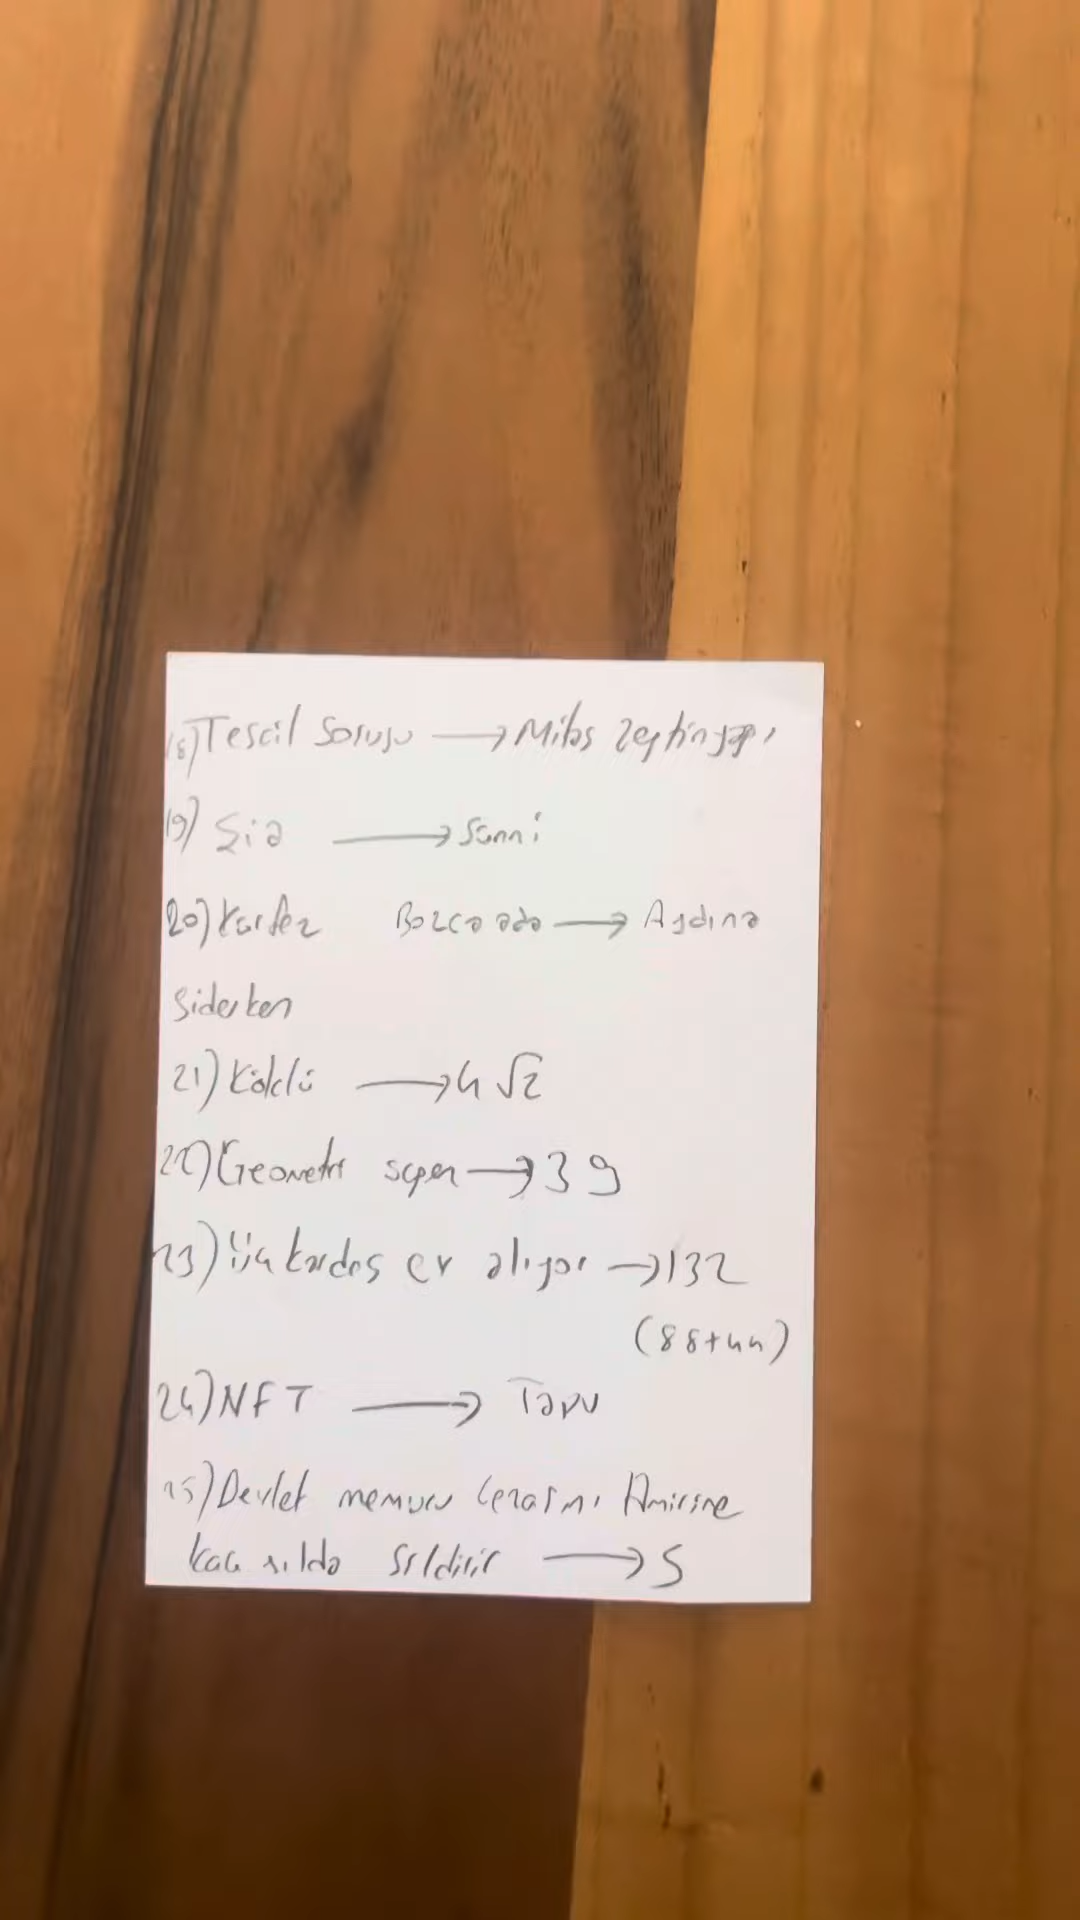 18) Tescil Sorusu → Milas zeytinyağı
19) Şia → Sünni
20) Körfez Bozcaada → Aydına
Giderken
21) Köklü → 4 √2
22) Geometri süper → 39
23) Üç kardeş ev alıyor → 132
(88+44)
24) NFT → Tapu
25) Devlet memuru Cezasını Amirine
kaç yılda Sildirir → 5